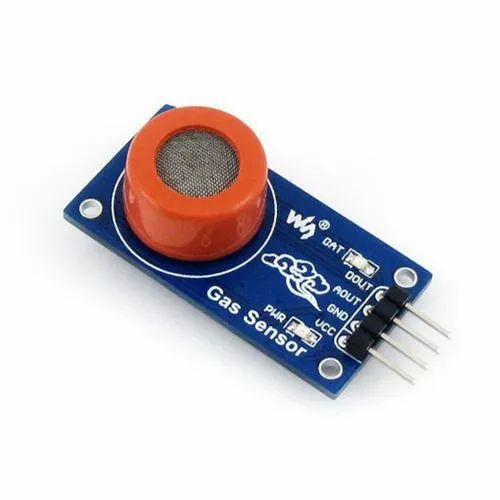 W®
DAT
DOUT
AOUT
GND
VCC
PWR
Gas Sensor